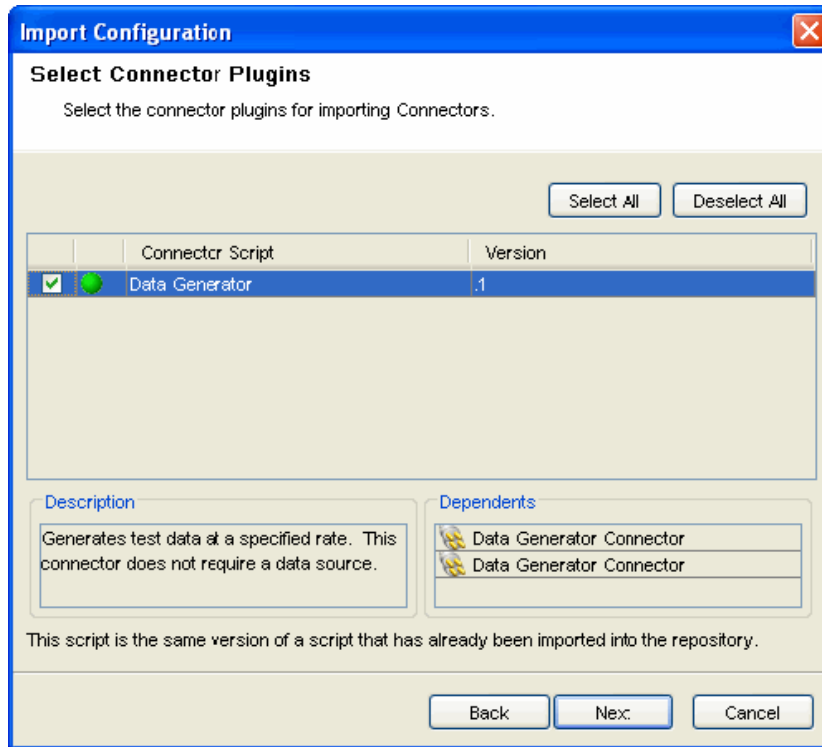 Import Configuration
Select Connector Plugins
Select the connector plugins for importing Connectors.
Select All Deselect All
Connector Script Version
Data Generator .1
Description Dependents
Generates test data at a specified rate. This
connector does not require a data source.
Data Generator Connector
Data Generator Connector
This script is the same version of a script that has already been imported into the repository.
Back Next Cancel